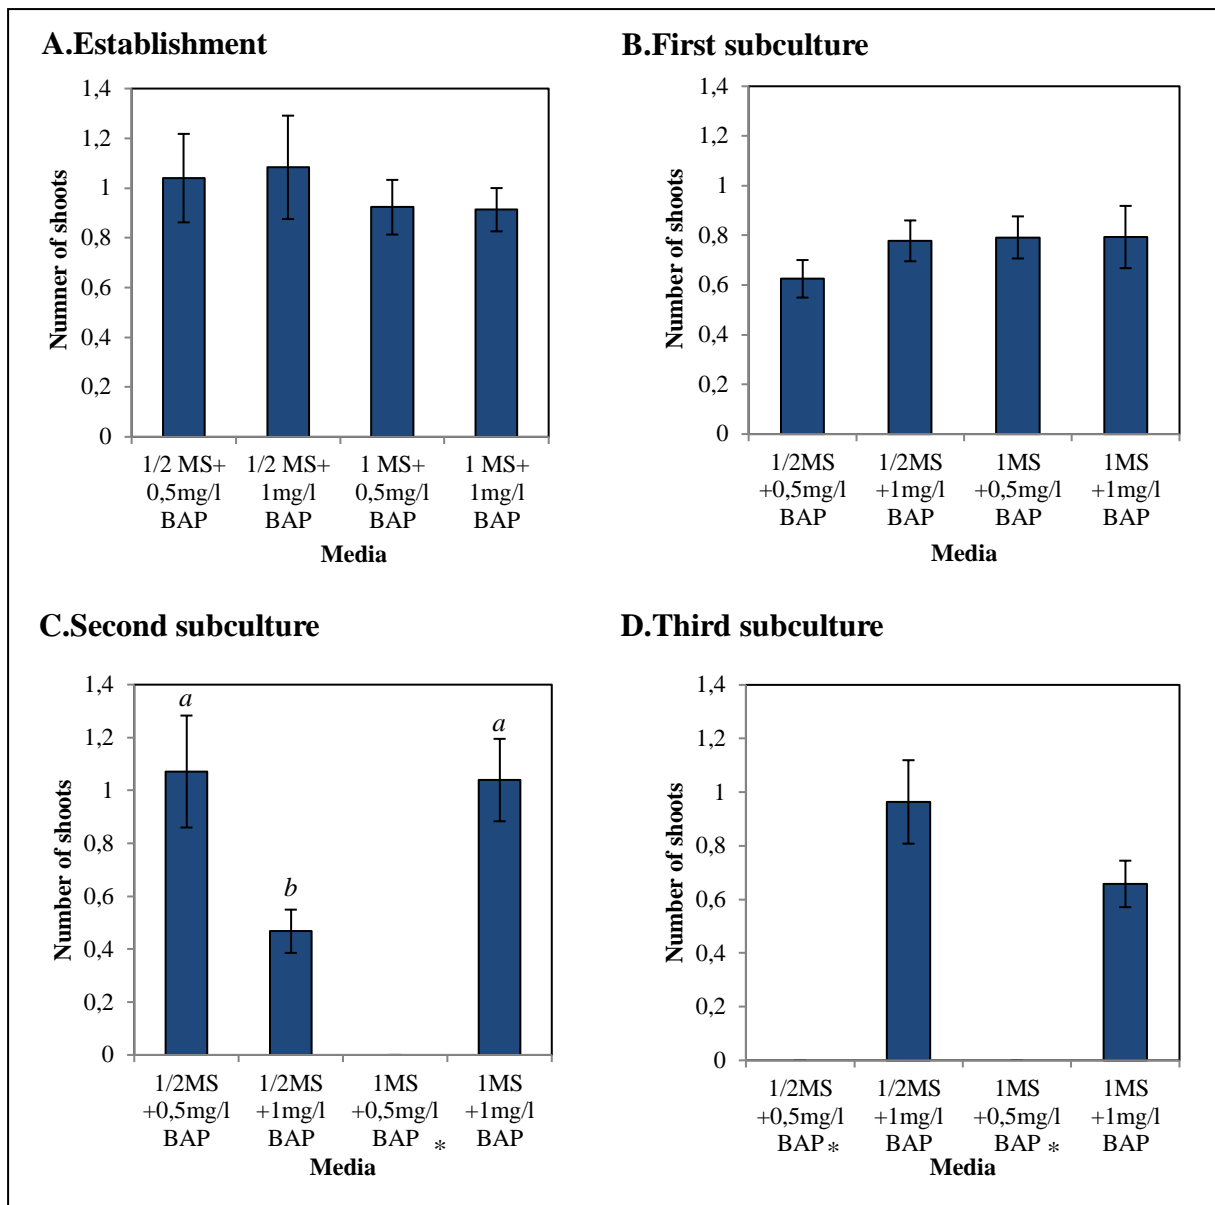 A.Establishment
Numner of shoots
1,4
1,2
1
0,8
0,6
0,4
0,2
0
1/2 MS+ 1/2 MS+ 1 MS+ 1 MS+
0,5mg/l 1mg/l 0,5mg/l 1mg/l
BAP BAP BAP BAP
Media
B.First subculture
Number of shoots
1,4
1,2
1
0,8
0,6
0,4
0,2
0
1/2MS 1/2MS 1MS 1MS
+0,5mg/l +1mg/l +0,5mg/l +1mg/l
BAP BAP BAP BAP
Media
C.Second subculture
Number of shoots
1,4
1,2
1
0,8
0,6
0,4
0,2
0
a
b
a
1/2MS 1/2MS 1MS 1MS
+0,5mg/l +1mg/l +0,5mg/l +1mg/l
BAP BAP BAP * BAP
Media
D.Third subculture
Number of shoots
1,4
1,2
1
0,8
0,6
0,4
0,2
0
1/2MS 1/2MS 1MS 1MS
+0,5mg/l +1mg/l +0,5mg/l +1mg/l
BAP * BAP BAP * BAP
Media